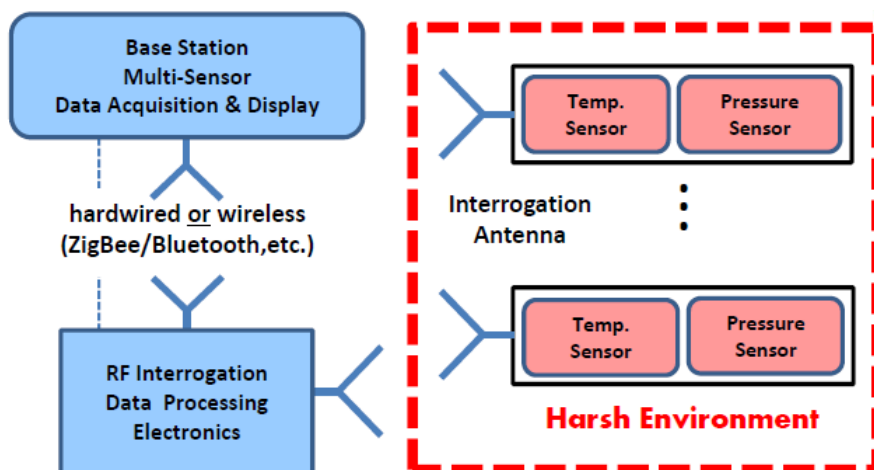 Base Station
Multi-Sensor
Data Acquisition & Display
hardwired or wireless
(ZigBee/Bluetooth,etc.)
RF Interrogation
Data Processing
Electronics
Temp.
Sensor
Pressure
Sensor
Interrogation
Antenna
Temp.
Sensor
Pressure
Sensor
Harsh Environment